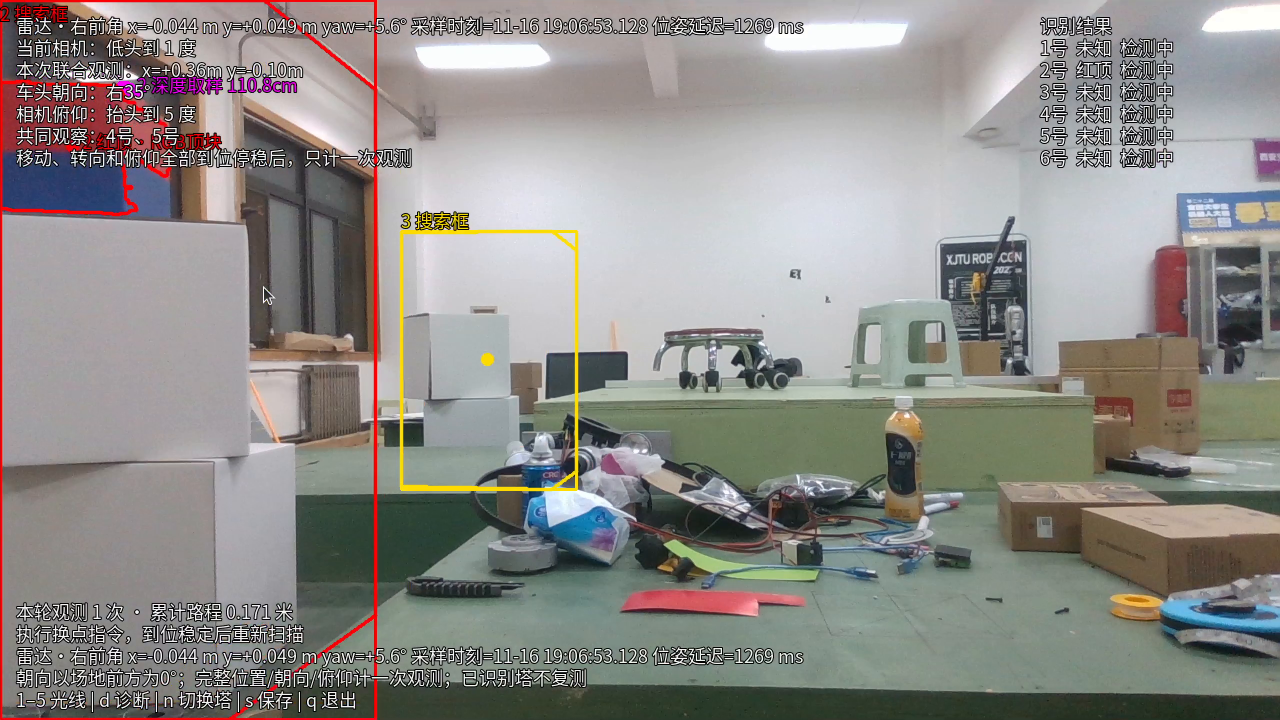 2 搜索框
雷达·右前角 x=-0.044 m y=+0.049 m yaw=+5.6° 采样时刻=11-16 19:06:53.128 位姿延迟=1269 ms
当前相机：低头到 1 度
本次联合观测：x=+0.36m y=-0.10m
车头朝向：右35°
深度取样 110.8cm
相机俯仰：抬头到 5 度
共同观察：4号、5号
移动、转向和俯仰全部到位停稳后，只计一次观测
识别结果
1号 未知 检测中
2号 红顶 检测中
3号 未知 检测中
4号 未知 检测中
5号 未知 检测中
6号 未知 检测中
3 搜索框
XJTU ROBOCON
本轮观测 1 次 · 累计路程 0.171 米
执行换点指令，到位稳定后重新扫描
雷达·右前角 x=-0.044 m y=+0.049 m yaw=+5.6° 采样时刻=11-16 19:06:53.128 位姿延迟=1269 ms
朝向以场地前方为0°；完整位置/朝向/俯仰计一次观测；已识别塔不复测
1-5 光线 | d 诊断 | n 切换塔 | s 保存 | q 退出